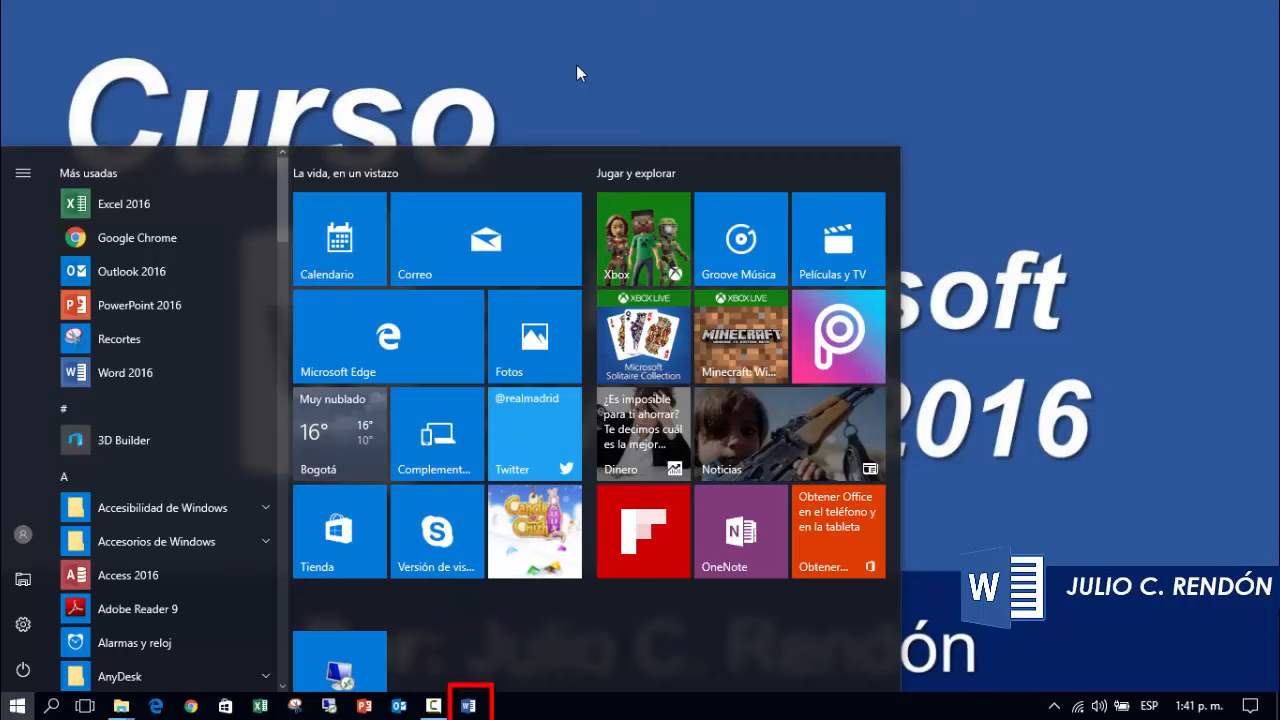 Curso
soft
2016
Más usadas
Excel 2016
Google Chrome
Outlook 2016
PowerPoint 2016
Recortes
Word 2016
#
3D Builder
A
Accesibilidad de Windows
Accesorios de Windows
Access 2016
Adobe Reader 9
Alarmas y reloj
AnyDesk
La vida, en un vistazo
Calendario
Correo
Microsoft Edge
Fotos
Muy nublado
16°
16°
10°
Bogotá
Complement...
@realmadrid
Twitter
Tienda
Versión de vis...
Candy
Crush
Jugar y explorar
Xbox
Groove Música
Películas y TV
XBOX LIVE
Microsoft
Solitaire Collection
XBOX LIVE
MINECRAFT
Minecraft: Wi...
¿Es imposible
para ti ahorrar?
Te decimos cuál
es la mejor...
Dinero
Noticias
OneNote
Obtener Office
en el teléfono y
en la tableta
Obtener...
W
JULIO C. RENDÓN
r: Julio C. Rendón
ESP
1:41 p. m.